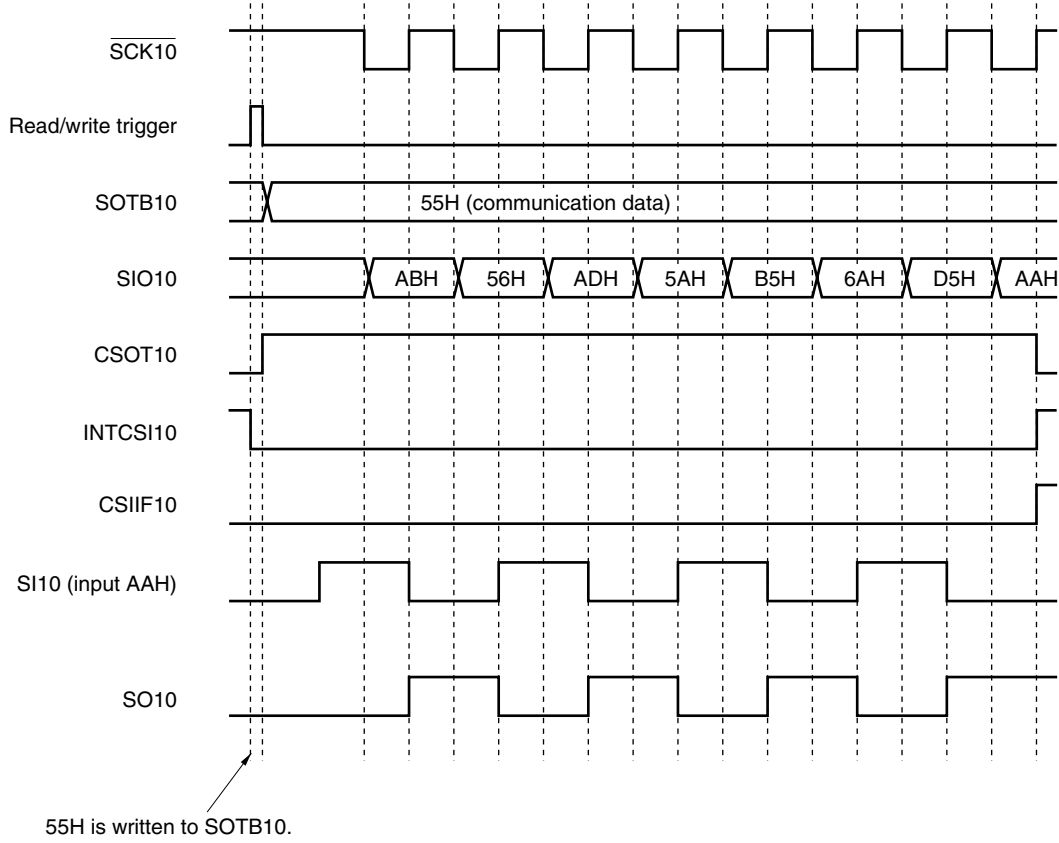 SCK10
Read/write trigger
SOTB10 55H (communication data)
SIO10 ABH 56H ADH 5AH B5H 6AH D5H AAH
CSOT10
INTCSI10
CSIIF10
SI10 (input AAH)
SO10
55H is written to SOTB10.